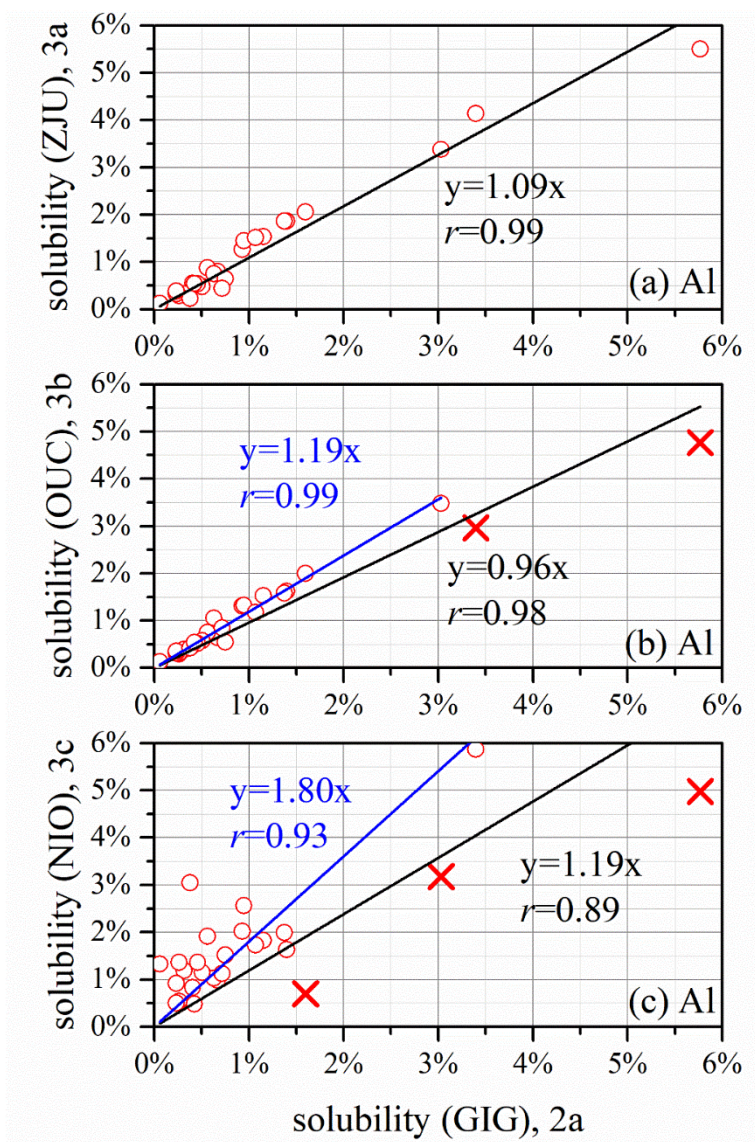 6%
5%
4%
3%
2%
1%
0%
solubility (ZJU), 3a
y=1.09x
r=0.99
(a) Al
0% 1% 2% 3% 4% 5% 6%
6%
5%
4%
3%
2%
1%
0%
solubility (OUC), 3b
y=1.19x
r=0.99
y=0.96x
r=0.98
(b) Al
0% 1% 2% 3% 4% 5% 6%
6%
5%
4%
3%
2%
1%
0%
solubility (NIO), 3c
y=1.80x
r=0.93
y=1.19x
r=0.89
(c) Al
0% 1% 2% 3% 4% 5% 6%
solubility (GIG), 2a